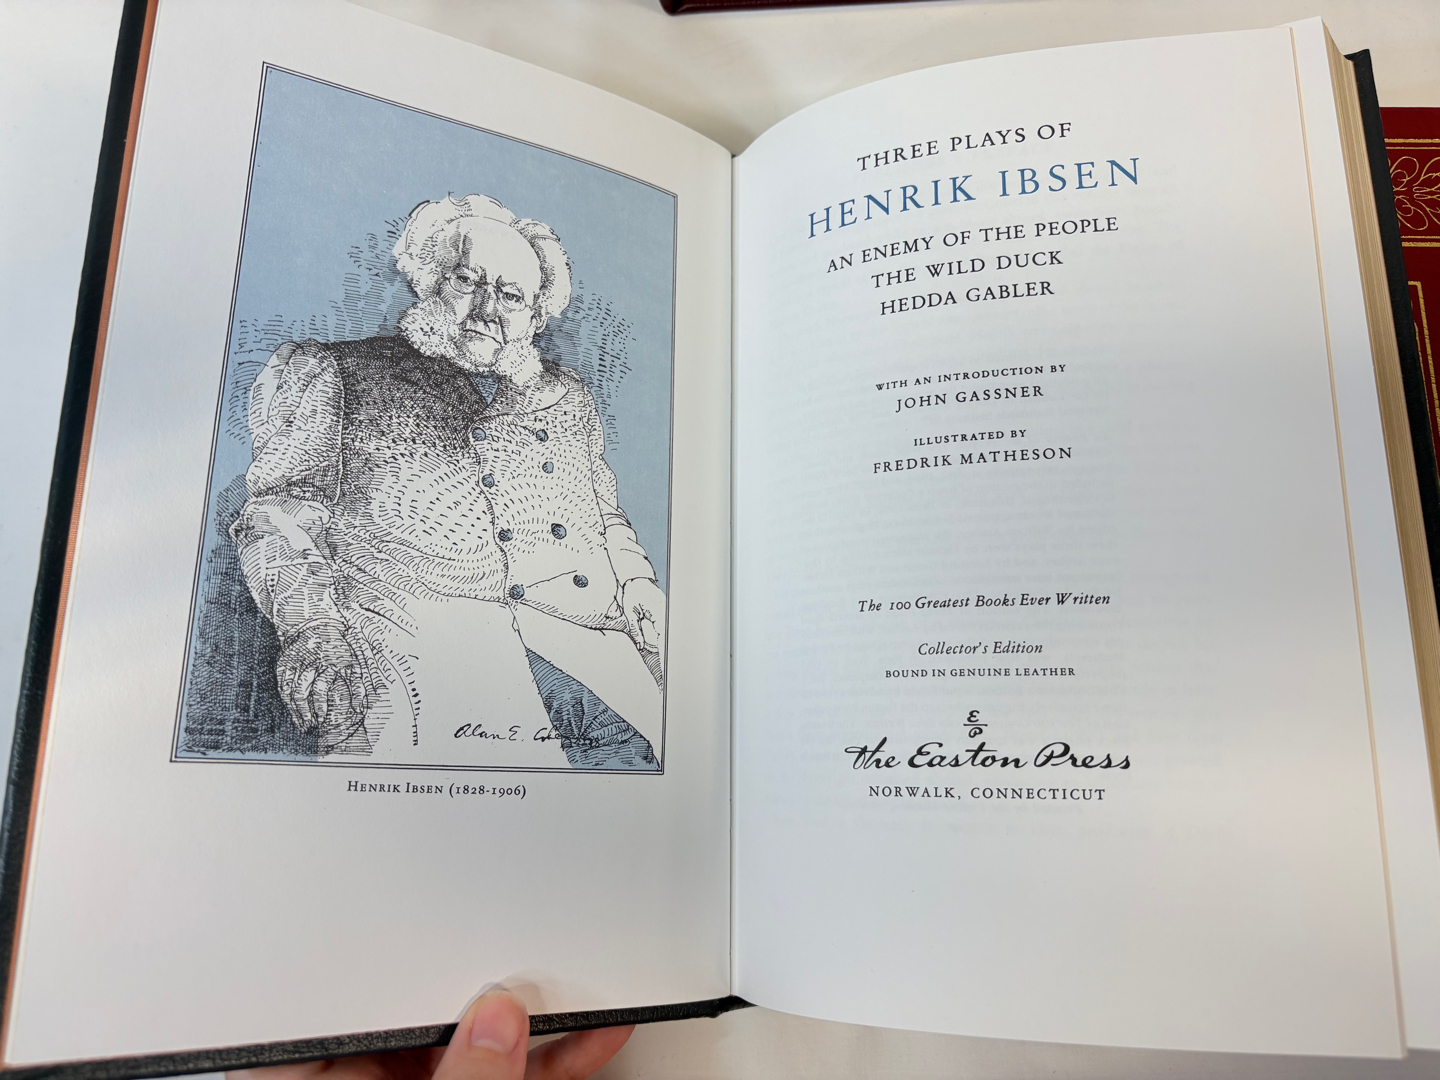 Alan E.
HENRIK IBSEN (1828-1906)
THREE PLAYS OF
HENRIK IBSEN
AN ENEMY OF THE PEOPLE
THE WILD DUCK
HEDDA GABLER
WITH AN INTRODUCTION BY
JOHN GASSNER
ILLUSTRATED BY
FREDRIK MATHESON
The 100 Greatest Books Ever Written
Collector's Edition
BOUND IN GENUINE LEATHER
E
P
The Easton Press
NORWALK, CONNECTICUT